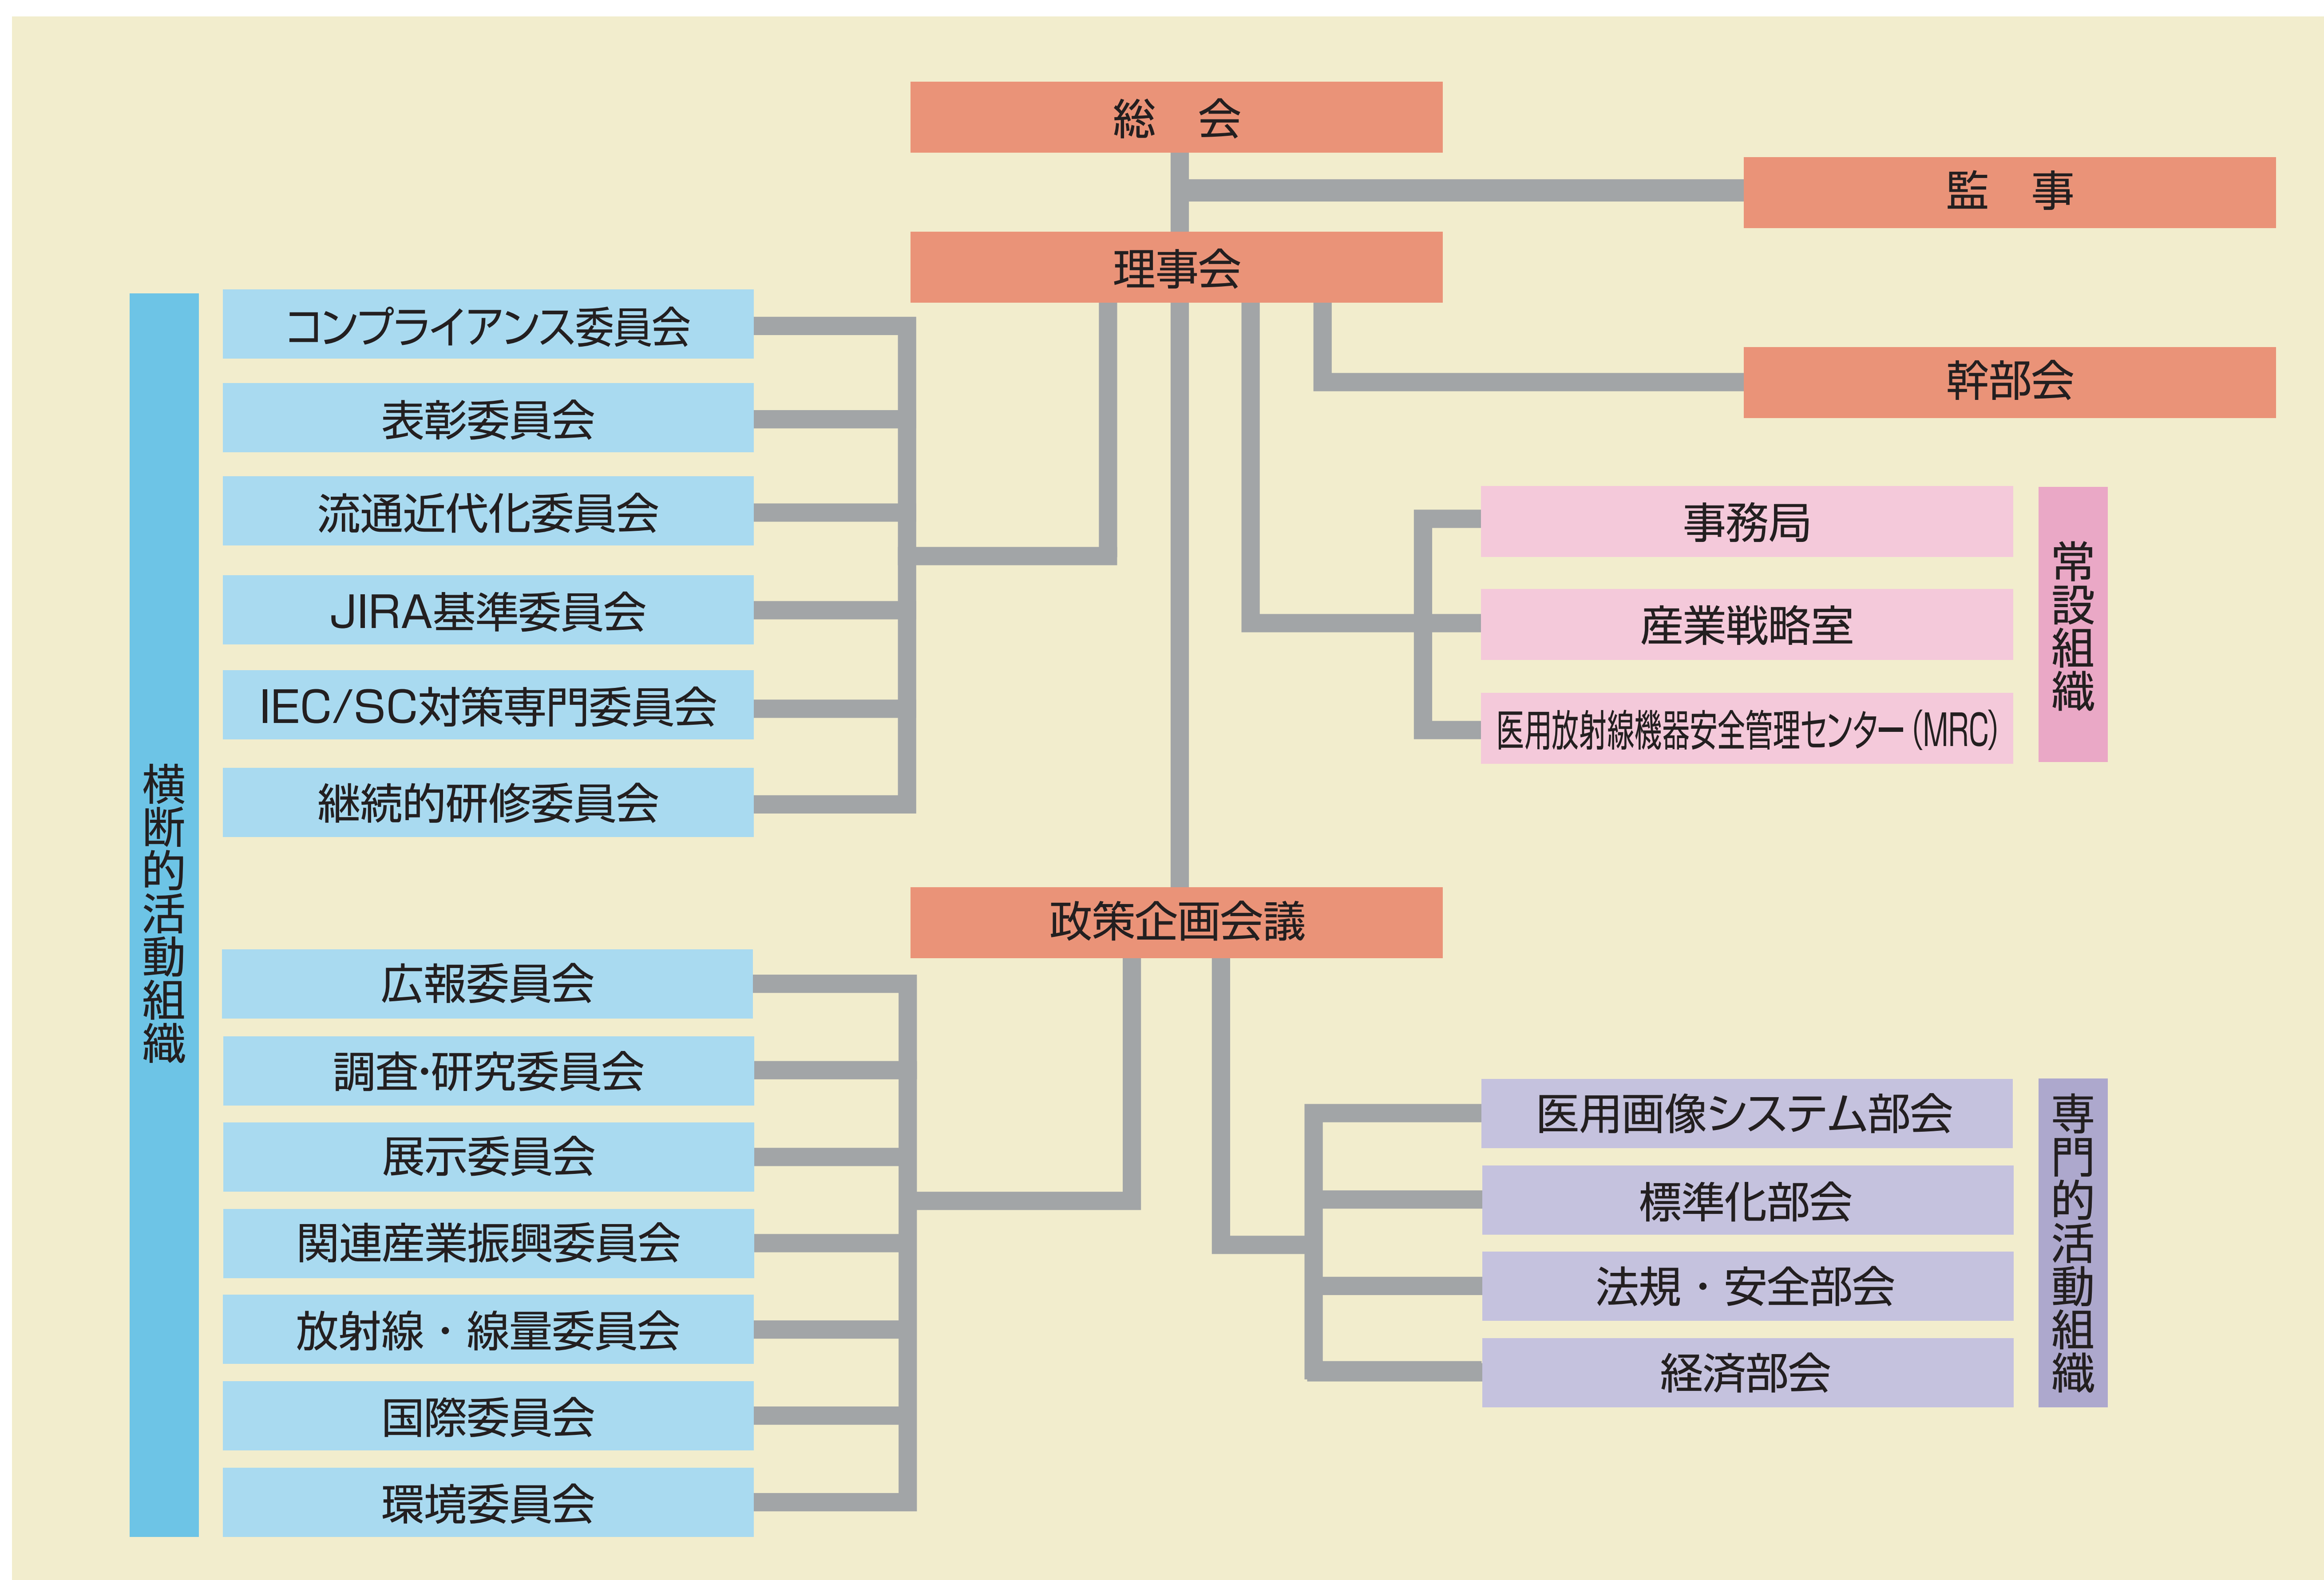 総　会
監　事
理事会
幹部会
横断的活動組織
コンプライアンス委員会
表彰委員会
流通近代化委員会
JIRA基準委員会
IEC/SC対策専門委員会
継続的研修委員会
常設組織
事務局
産業戦略室
医用放射線機器安全管理センター(MRC)
政策企画会議
広報委員会
調査・研究委員会
展示委員会
関連産業振興委員会
放射線・線量委員会
国際委員会
環境委員会
専門的活動組織
医用画像システム部会
標準化部会
法規・安全部会
経済部会